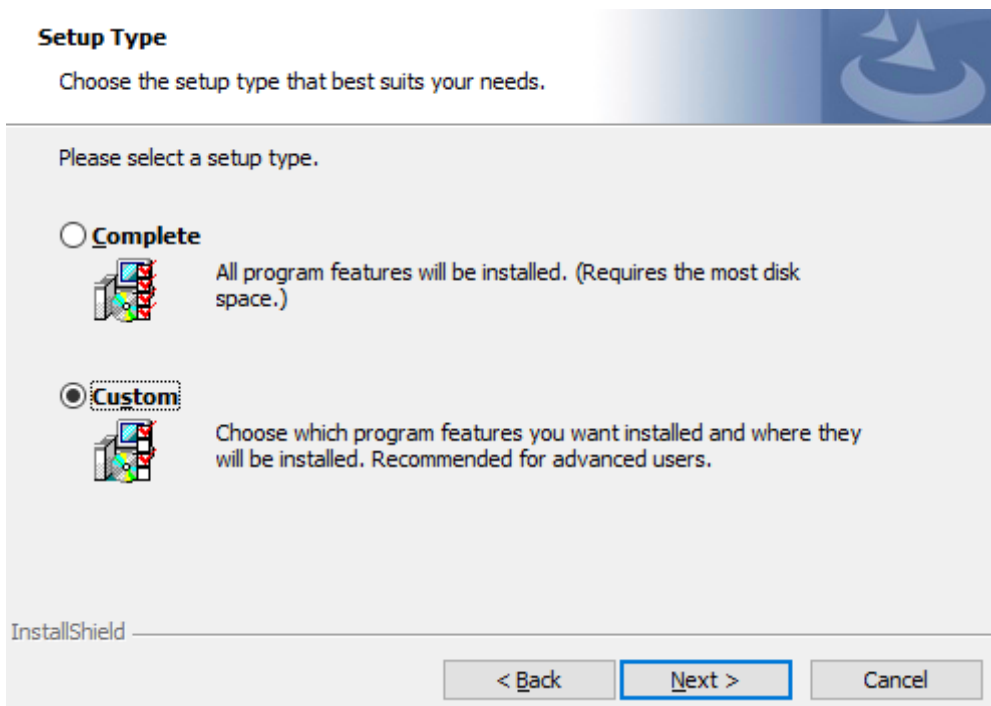 Setup Type
Choose the setup type that best suits your needs.
Please select a setup type.
Complete
All program features will be installed. (Requires the most disk
space.)
Custom
Choose which program features you want installed and where they
will be installed. Recommended for advanced users.
InstallShield
< Back Next > Cancel